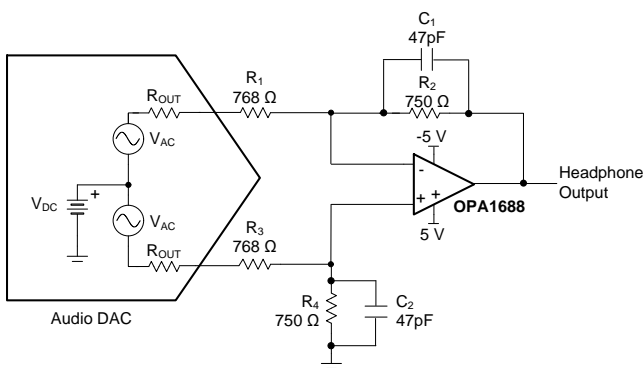 C1
47pF
R1
768 Ω
R2
750 Ω
ROUT
VAC
-5 V
-
+
+
Headphone
Output
OPA1688
5 V
+
VDC
VAC
ROUT
R3
768 Ω
R4
750 Ω
C2
47pF
Audio DAC